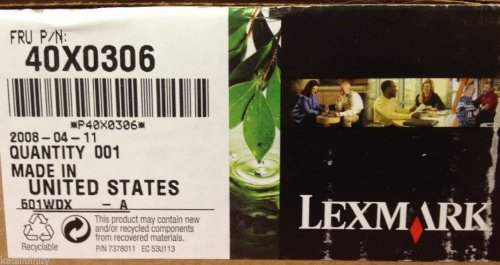 FRU P/N:
40X0306
*P40X0306*
2008-04-11
QUANTITY 001
MADE IN
UNITED STATES
601WDX - A
Recyclable
This product may contain new
and/or recycled components
from recovered materials.
P/N 7378011 EC 53U113
LEXMARK
katsinfinity